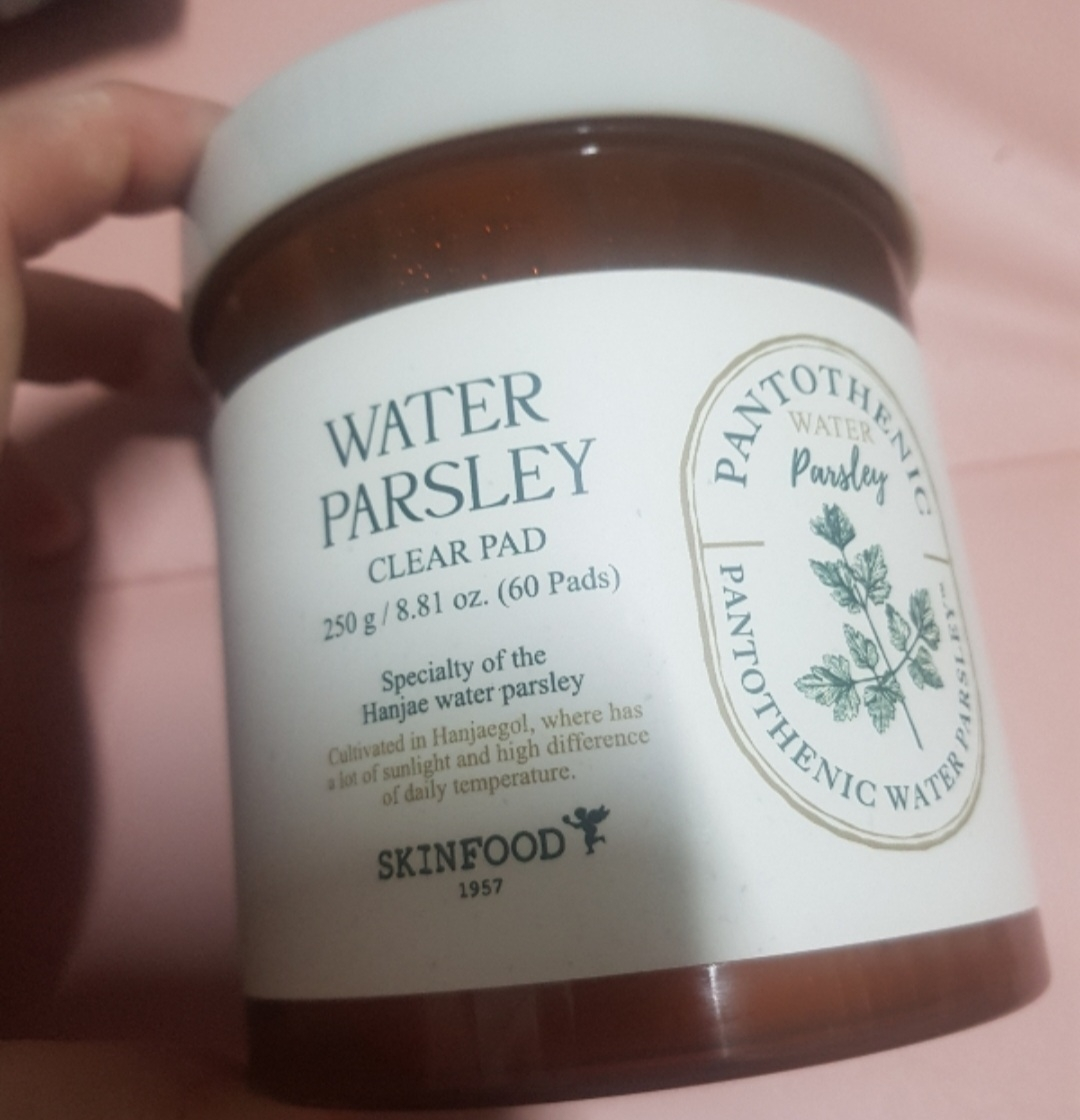 WATER
PARSLEY
CLEAR PAD
250 g / 8.81 oz. (60 Pads)
Specialty of the
Hanjae water parsley
Cultivated in Hanjaegol, where has
a lot of sunlight and high difference
of daily temperature.
SKINFOOD
1957
PANTOTHENIC
WATER
Parsley
PANTOTHENIC WATER PARSLEY